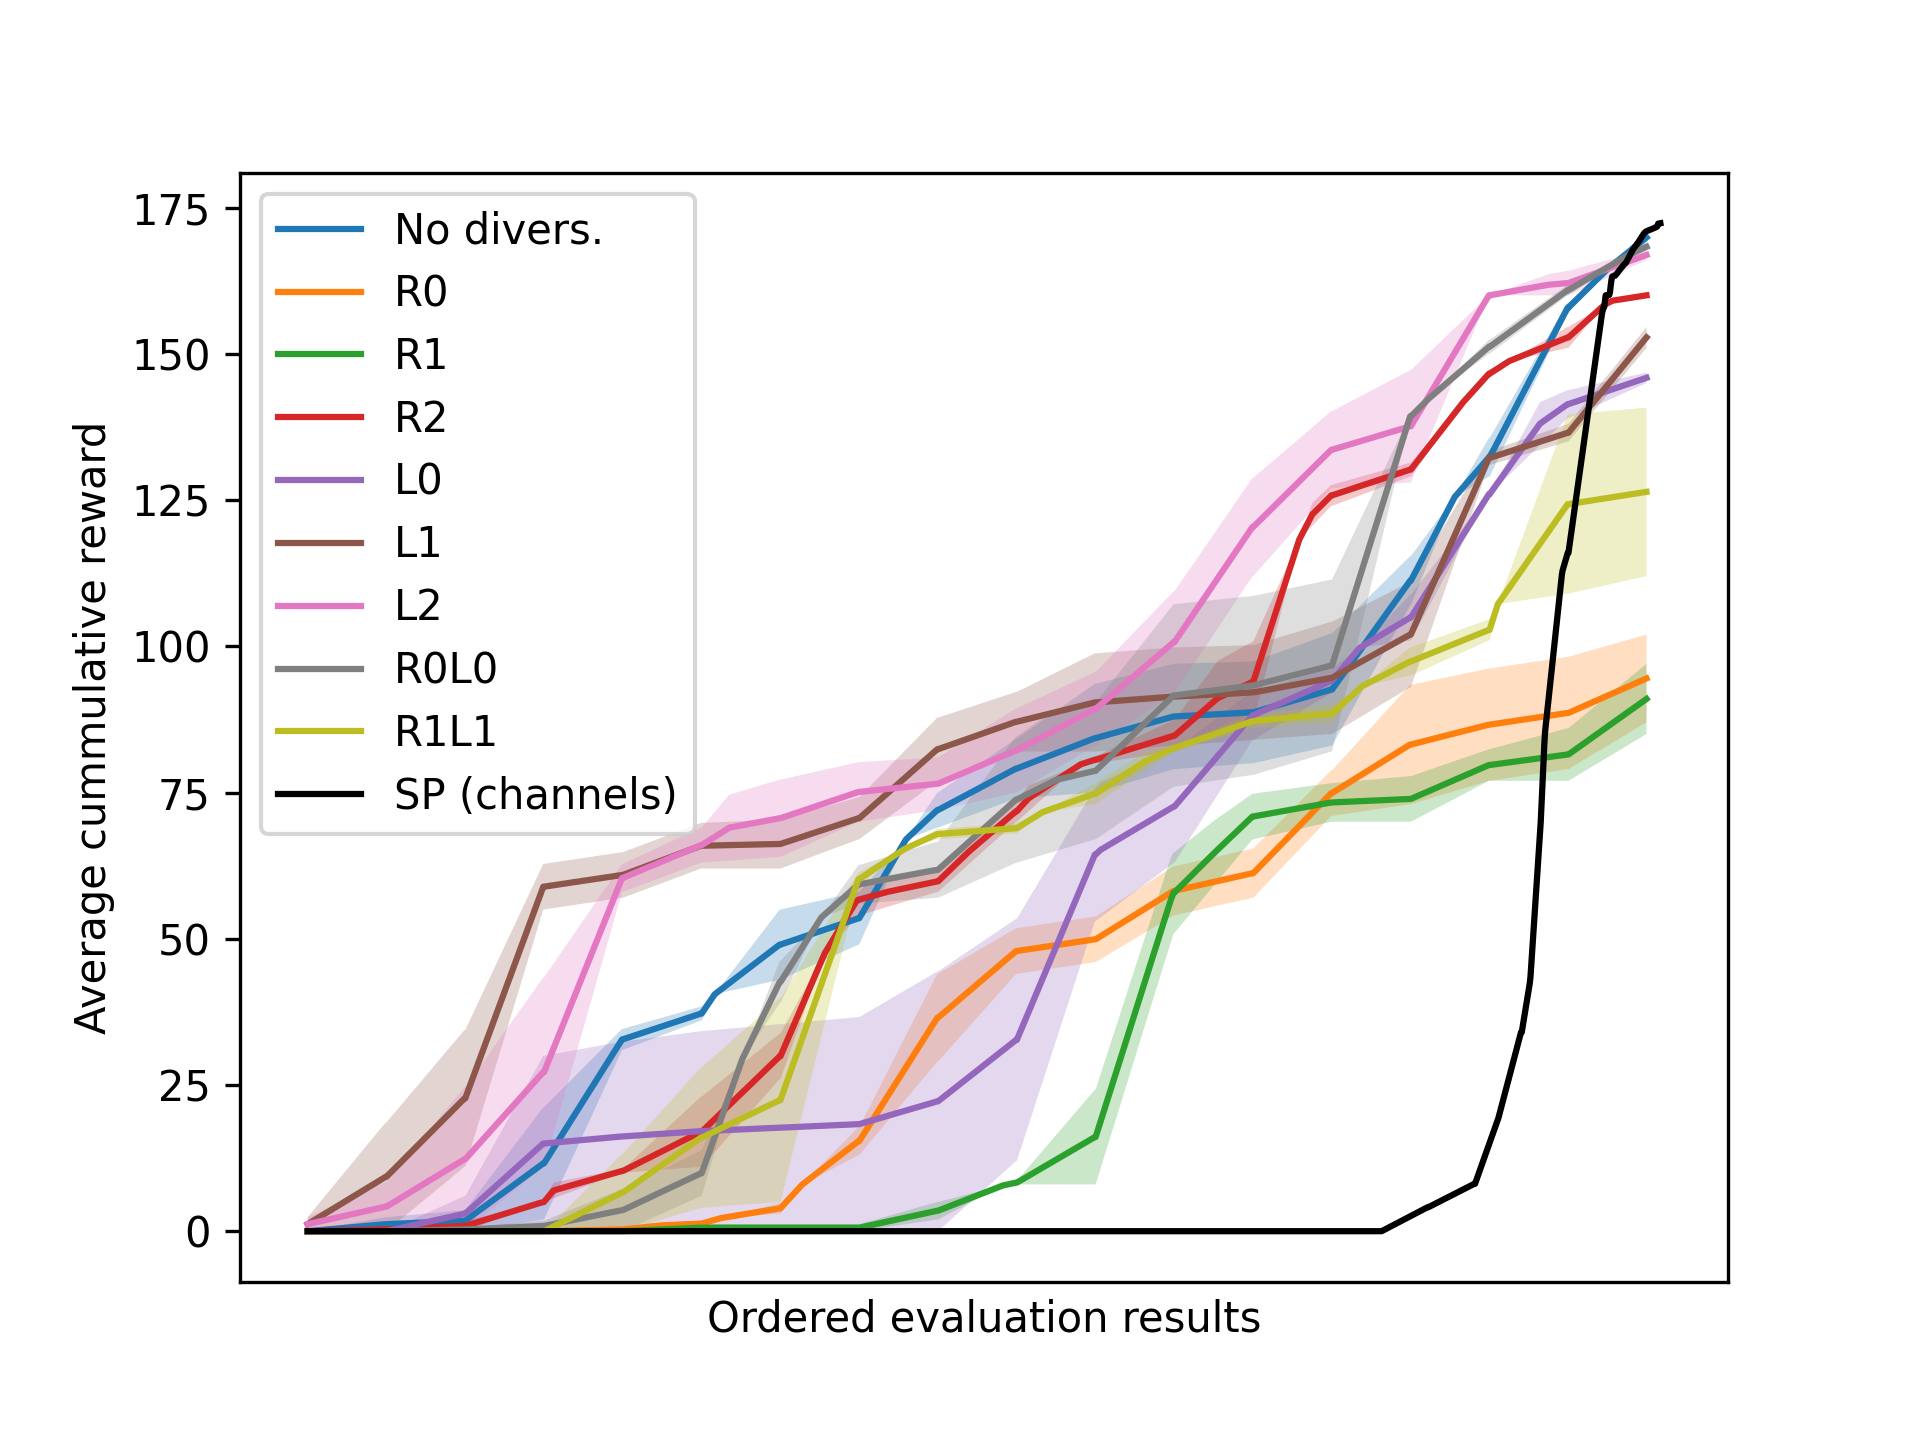 175
150
125
100
75
50
25
0
Average cummulative reward
No divers.
R0
R1
R2
L0
L1
L2
R0L0
R1L1
SP (channels)
Ordered evaluation results